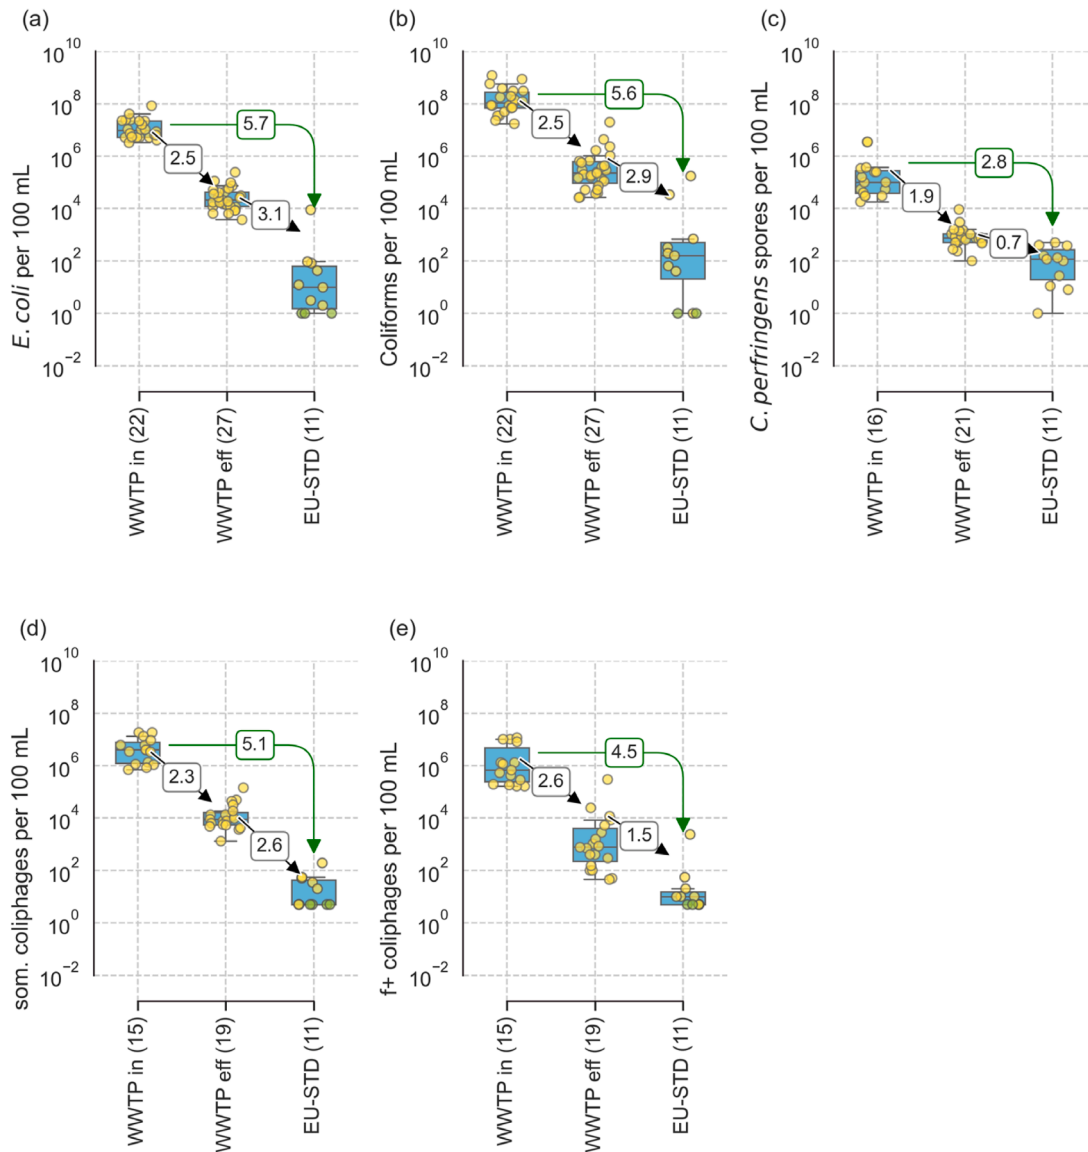 (a)
(b)
(c)
E. coli per 100 mL
10^10
10^8
10^6
10^4
10^2
10^0
10^−2
5.7
2.5
3.1
WWTP in (22)
WWTP eff (27)
EU-STD (11)
Coliforms per 100 mL
10^10
10^8
10^6
10^4
10^2
10^0
10^−2
5.6
2.5
2.9
WWTP in (22)
WWTP eff (27)
EU-STD (11)
C. perfringens spores per 100 mL
10^10
10^8
10^6
10^4
10^2
10^0
10^−2
2.8
1.9
0.7
WWTP in (16)
WWTP eff (21)
EU-STD (11)
(d)
(e)
som. coliphages per 100 mL
10^10
10^8
10^6
10^4
10^2
10^0
10^−2
5.1
2.3
2.6
WWTP in (15)
WWTP eff (19)
EU-STD (11)
f+ coliphages per 100 mL
10^10
10^8
10^6
10^4
10^2
10^0
10^−2
4.5
2.6
1.5
WWTP in (15)
WWTP eff (19)
EU-STD (11)